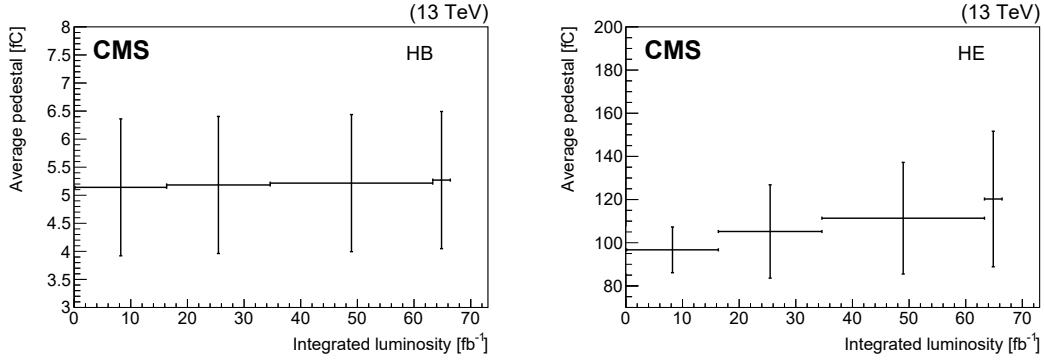 (13 TeV)
Average pedestal [fC]
CMS
HB
8
7.5
7
6.5
6
5.5
5
4.5
4
3.5
3
0 10 20 30 40 50 60 70
Integrated luminosity [fb⁻¹]
(13 TeV)
Average pedestal [fC]
CMS
HE
200
180
160
140
120
100
80
0 10 20 30 40 50 60 70
Integrated luminosity [fb⁻¹]